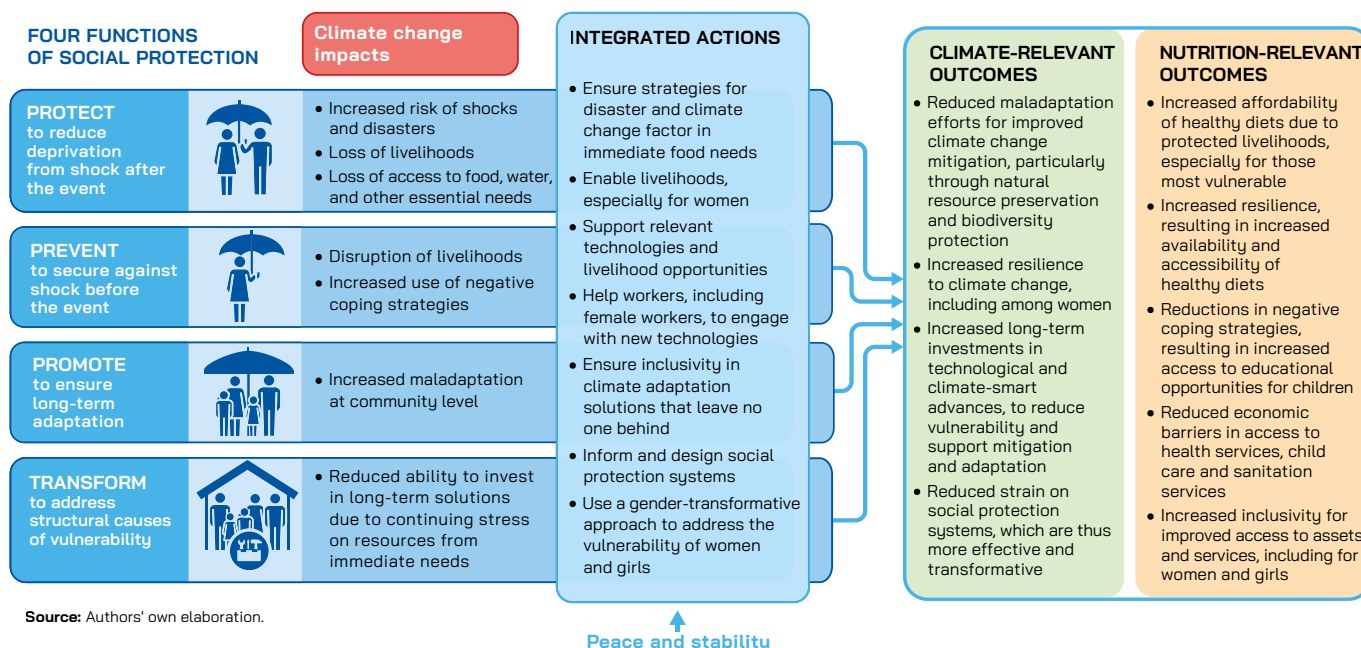 FOUR FUNCTIONS
OF SOCIAL PROTECTION
Climate change
impacts
PROTECT
to reduce
deprivation
from shock after
the event
• Increased risk of shocks
and disasters
• Loss of livelihoods
• Loss of access to food, water,
and other essential needs
PREVENT
to secure against
shock before
the event
• Disruption of livelihoods
• Increased use of negative
coping strategies
PROMOTE
to ensure
long-term
adaptation
• Increased maladaptation
at community level
TRANSFORM
to address
structural causes
of vulnerability
• Reduced ability to invest
in long-term solutions
due to continuing stress
on resources from
immediate needs
INTEGRATED ACTIONS
• Ensure strategies for
disaster and climate
change factor in
immediate food needs
• Enable livelihoods,
especially for women
• Support relevant
technologies and
livelihood opportunities
• Help workers, including
female workers, to engage
with new technologies
• Ensure inclusivity in
climate adaptation
solutions that leave no
one behind
• Inform and design social
protection systems
• Use a gender-transformative
approach to address the
vulnerability of women
and girls
Peace and stability
CLIMATE-RELEVANT
OUTCOMES
• Reduced maladaptation
efforts for improved
climate change
mitigation, particularly
through natural
resource preservation
and biodiversity
protection
• Increased resilience
to climate change,
including among women
• Increased long-term
investments in
technological and
climate-smart
advances, to reduce
vulnerability and
support mitigation
and adaptation
• Reduced strain on
social protection
systems, which are thus
more effective and
transformative
NUTRITION-RELEVANT
OUTCOMES
• Increased affordability
of healthy diets due to
protected livelihoods,
especially for those
most vulnerable
• Increased resilience,
resulting in increased
availability and
accessibility of
healthy diets
• Reductions in negative
coping strategies,
resulting in increased
access to educational
opportunities for children
• Reduced economic
barriers in access to
health services, child
care and sanitation
services
• Increased inclusivity for
improved access to assets
and services, including for
women and girls
Source: Authors' own elaboration.